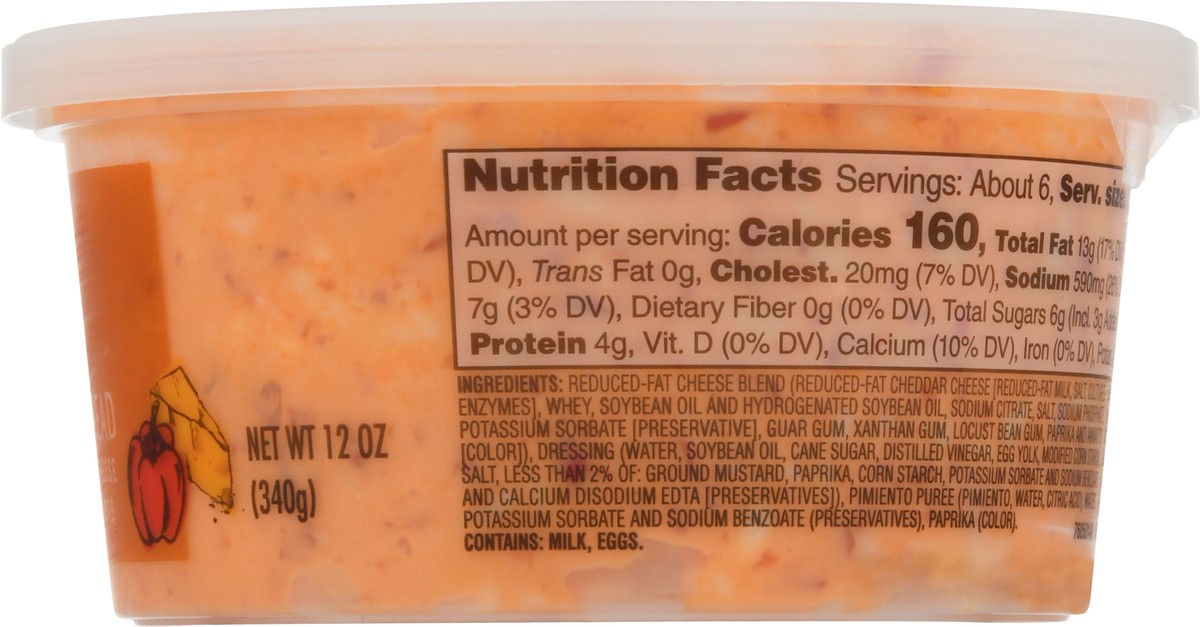 EAD
NET WT 12 OZ
(340g)
Nutrition Facts Servings: About 6, Serv. size
Amount per serving: Calories 160, Total Fat 13g (17% DV
DV), Trans Fat 0g, Cholest. 20mg (7% DV), Sodium 590mg
7g (3% DV), Dietary Fiber 0g (0% DV), Total Sugars 6g (Incl. 3g
Protein 4g, Vit. D (0% DV), Calcium (10% DV), Iron (0% DV),
INGREDIENTS: REDUCED-FAT CHEESE BLEND (REDUCED-FAT CHEDDAR CHEESE [REDUCED-FAT MILK, SALT,
ENZYMES], WHEY, SOYBEAN OIL AND HYDROGENATED SOYBEAN OIL, SODIUM CITRATE, SALT, SODIUM
POTASSIUM SORBATE [PRESERVATIVE], GUAR GUM, XANTHAN GUM, LOCUST BEAN GUM, PAPRIKA AND
[COLOR]), DRESSING (WATER, SOYBEAN OIL, CANE SUGAR, DISTILLED VINEGAR, EGG YOLK, MODIFIED CORN
SALT, LESS THAN 2% OF: GROUND MUSTARD, PAPRIKA, CORN STARCH, POTASSIUM SORBATE AND SODIUM
AND CALCIUM DISODIUM EDTA [PRESERVATIVES]), PIMIENTO PUREE (PIMIENTO, WATER, CITRIC ACID),
POTASSIUM SORBATE AND SODIUM BENZOATE (PRESERVATIVES), PAPRIKA (COLOR).
CONTAINS: MILK, EGGS.